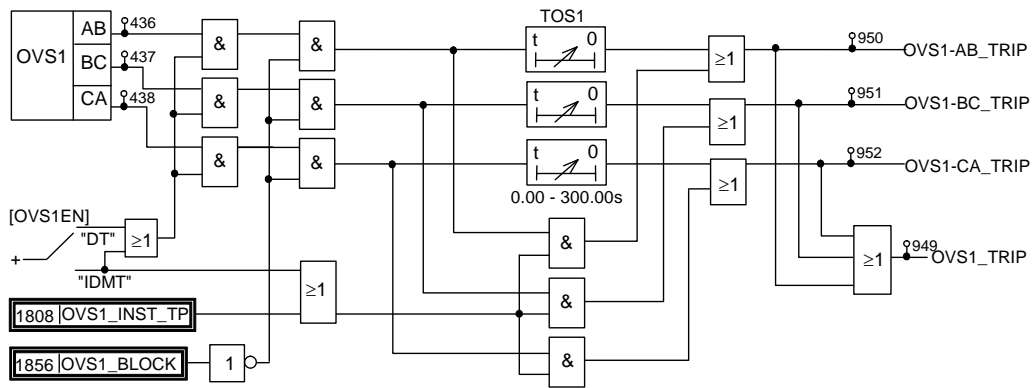 TOS1
OVS1
AB
436
BC
437
CA
438
&
&
&
&
&
&
t 0
t 0
t 0
0.00 - 300.00s
≥1
≥1
≥1
950
OVS1-AB_TRIP
951
OVS1-BC_TRIP
952
OVS1-CA_TRIP
[OVS1EN]
+
"DT"
≥1
"IDMT"
≥1
&
&
&
≥1
949
OVS1_TRIP
1808 OVS1_INST_TP
1856 OVS1_BLOCK
1